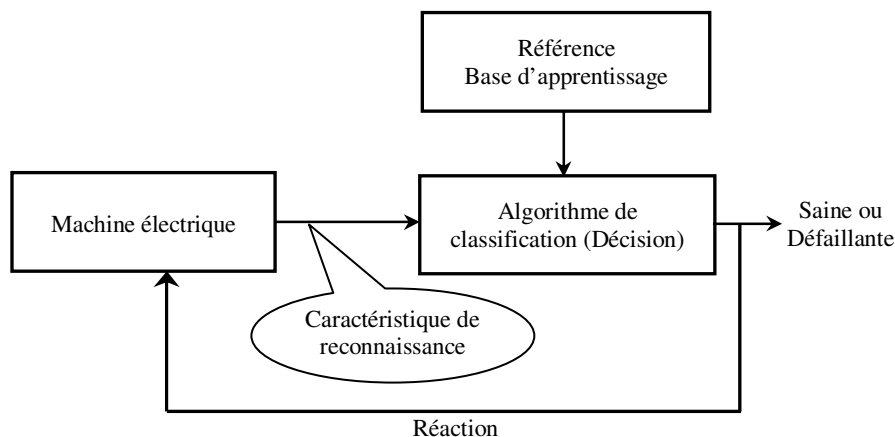 Référence
Base d'apprentissage
Machine électrique
Algorithme de
classification (Décision)
Saine ou
Défaillante
Caractéristique de
reconnaissance
Réaction